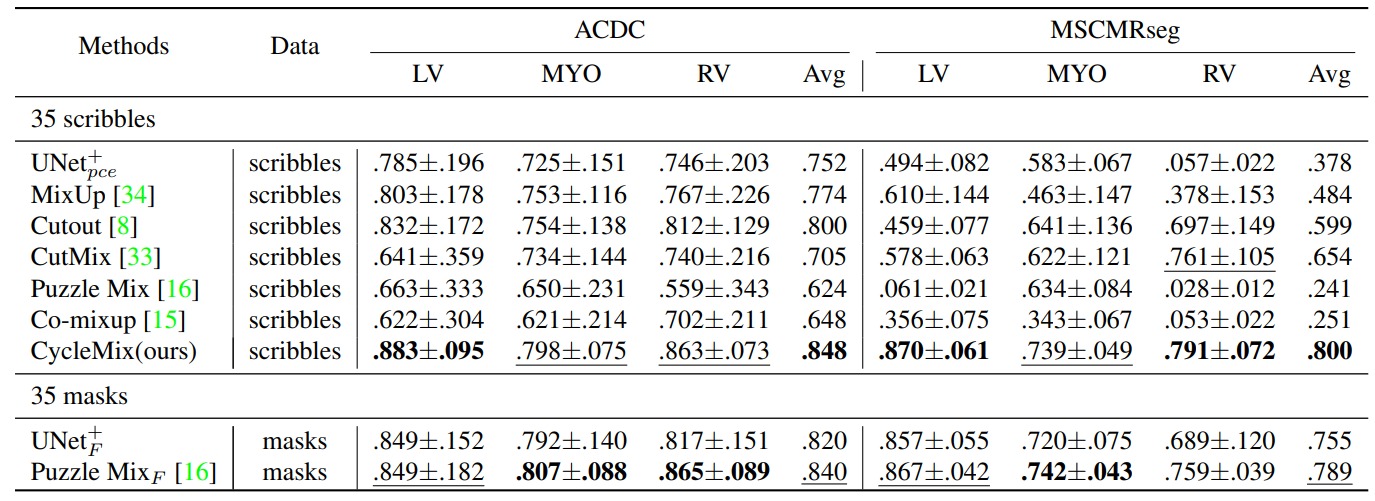 Methods Data ACDC MSCMRseg
LV MYO RV Avg LV MYO RV Avg
35 scribbles
UNet+pce scribbles .785±.196 .725±.151 .746±.203 .752 .494±.082 .583±.067 .057±.022 .378
MixUp [34] scribbles .803±.178 .753±.116 .767±.226 .774 .610±.144 .463±.147 .378±.153 .484
Cutout [8] scribbles .832±.172 .754±.138 .812±.129 .800 .459±.077 .641±.136 .697±.149 .599
CutMix [33] scribbles .641±.359 .734±.144 .740±.216 .705 .578±.063 .622±.121 .761±.105 .654
Puzzle Mix [16] scribbles .663±.333 .650±.231 .559±.343 .624 .061±.021 .634±.084 .028±.012 .241
Co-mixup [15] scribbles .622±.304 .621±.214 .702±.211 .648 .356±.075 .343±.067 .053±.022 .251
CycleMix(ours) scribbles .883±.095 .798±.075 .863±.073 .848 .870±.061 .739±.049 .791±.072 .800
35 masks
UNet+F masks .849±.152 .792±.140 .817±.151 .820 .857±.055 .720±.075 .689±.120 .755
Puzzle MixF [16] masks .849±.182 .807±.088 .865±.089 .840 .867±.042 .742±.043 .759±.039 .789